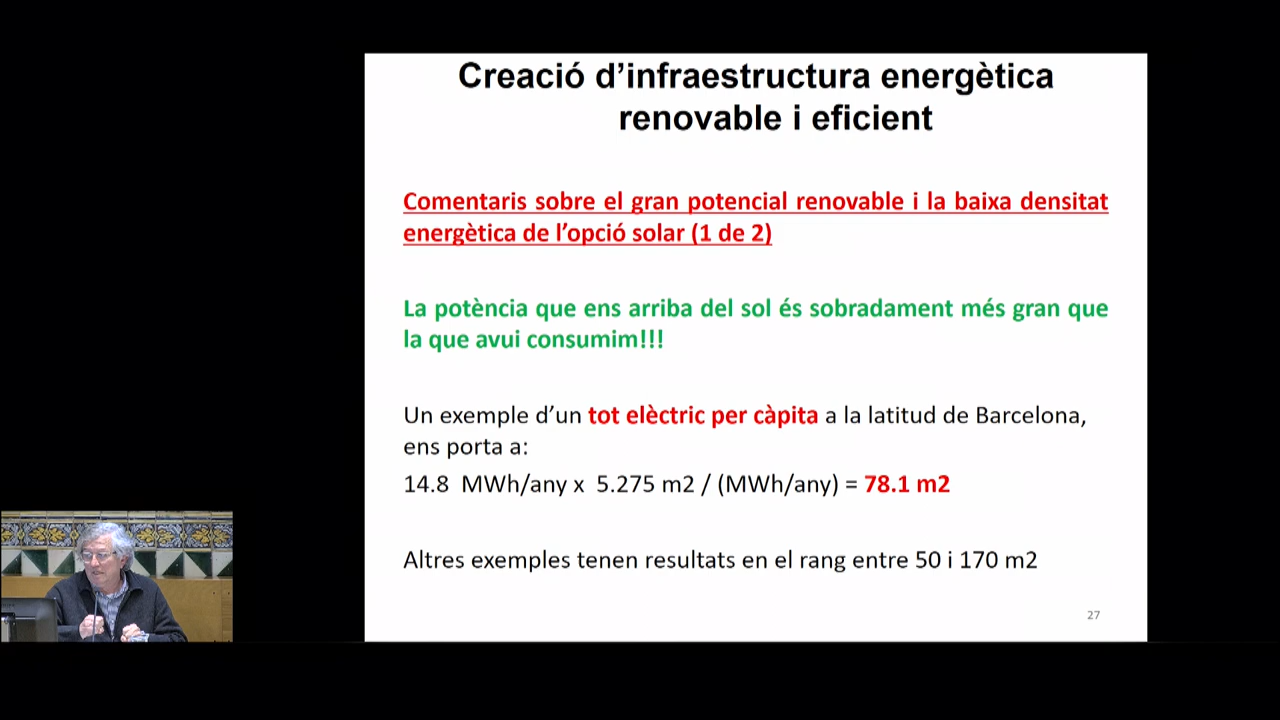 Creació d’infraestructura energètica
renovable i eficient
Comentaris sobre el gran potencial renovable i la baixa densitat
energètica de l’opció solar (1 de 2)
La potència que ens arriba del sol és sobradament més gran que
la que avui consumim!!!
Un exemple d’un tot elèctric per càpita a la latitud de Barcelona,
ens porta a:
14.8 MWh/any x 5.275 m2 / (MWh/any) = 78.1 m2
Altres exemples tenen resultats en el rang entre 50 i 170 m2
27